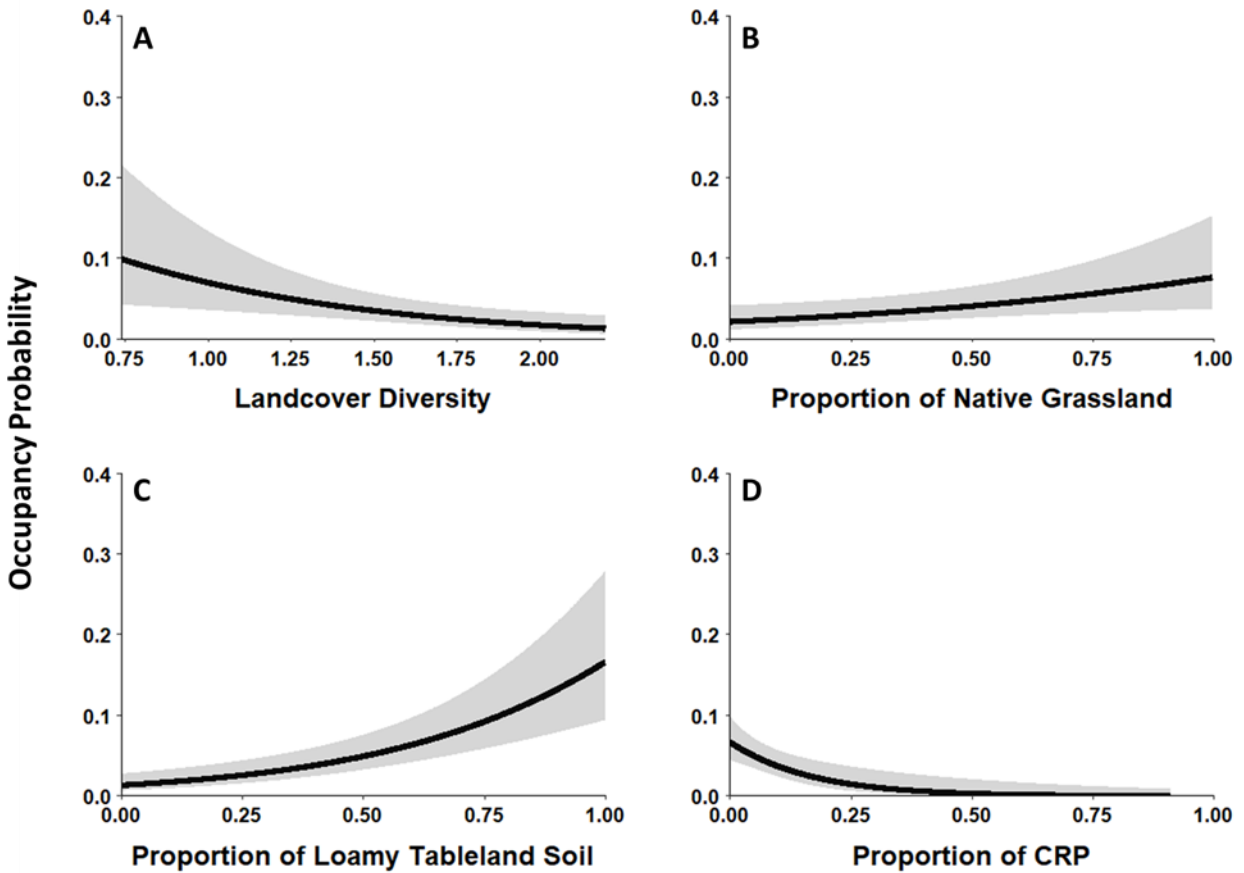 Occupancy Probability
A
0.4
0.3
0.2
0.1
0.0
0.75 1.00 1.25 1.50 1.75 2.00
Landcover Diversity
B
0.4
0.3
0.2
0.1
0.0
0.00 0.25 0.50 0.75 1.00
Proportion of Native Grassland
C
0.4
0.3
0.2
0.1
0.0
0.00 0.25 0.50 0.75 1.00
Proportion of Loamy Tableland Soil
D
0.4
0.3
0.2
0.1
0.0
0.00 0.25 0.50 0.75 1.00
Proportion of CRP